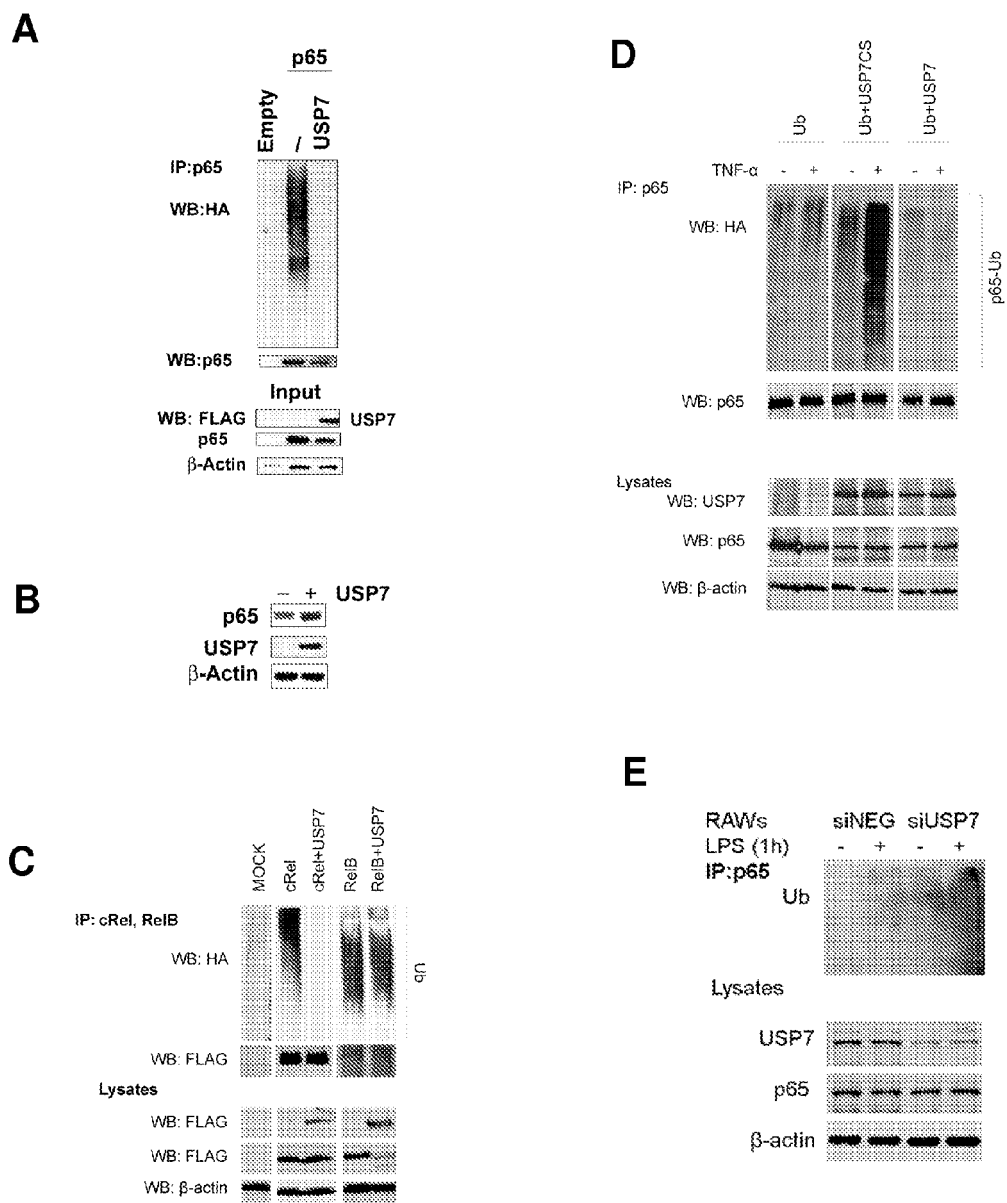 A
p65
Empty
/
USP7
IP:p65
WB:HA
WB:p65
Input
WB: FLAG USP7
p65
β-Actin
B
– + USP7
p65
USP7
β-Actin
C
MOCK
cRel
cRel+USP7
RelB
RelB+USP7
IP: cRel, RelB
WB: HA
Ub
WB: FLAG
Lysates
WB: FLAG
WB: FLAG
WB: β-actin
D
Ub
Ub+USP7CS
Ub+USP7
TNF-α - + - + - +
IP: p65
WB: HA
p65-Ub
WB: p65
Lysates
WB: USP7
WB: p65
WB: β-actin
E
RAWs siNEG siUSP7
LPS (1h) - + - +
IP:p65
Ub
Lysates
USP7
p65
β-actin